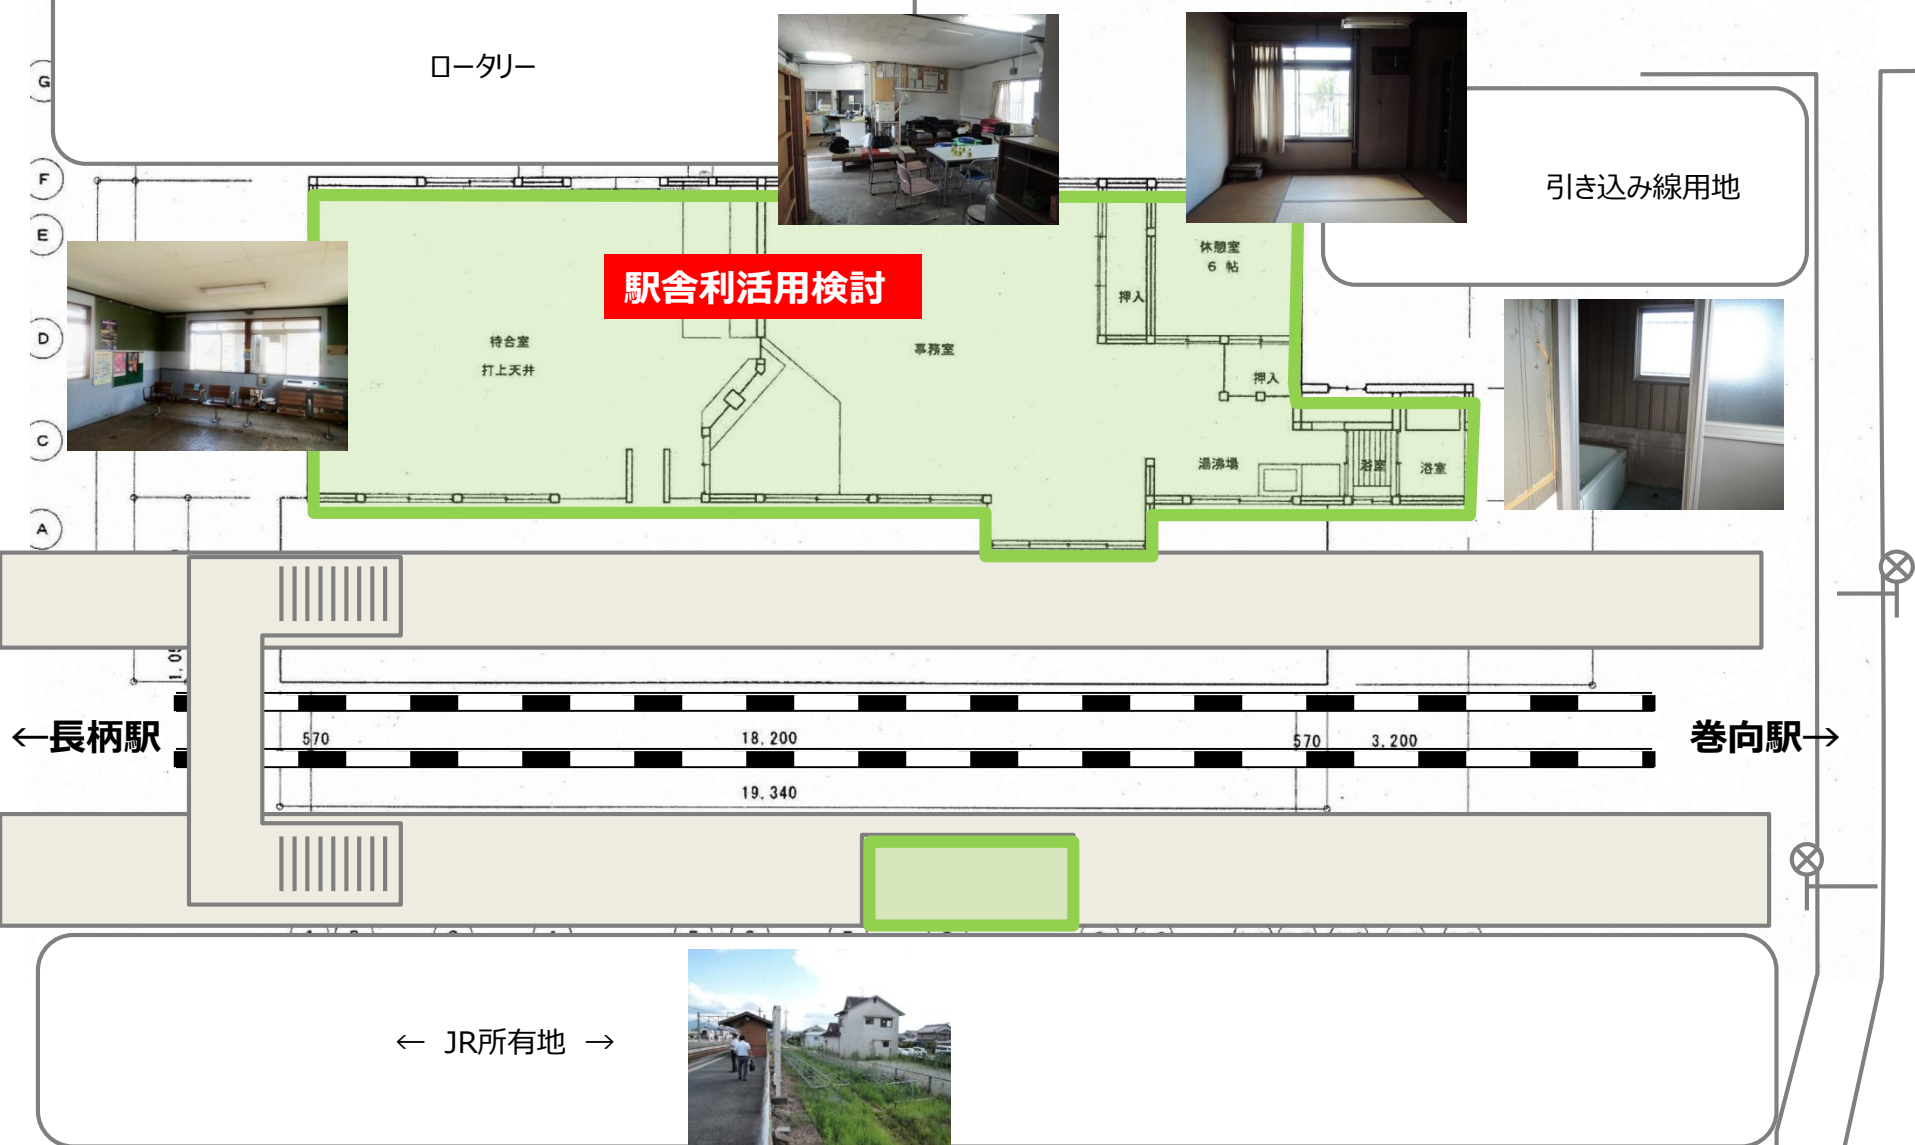 ロータリー
G
F
引き込み線用地
E
休憩室
6 帖
駅舎利活用検討
押入
D
待合室
事務室
打上天井
押入
C
湯沸場
浴室
浴室
A
1.05
←長柄駅
570
18.200
570
3.200
巻向駅→
19.340
← JR所有地 →